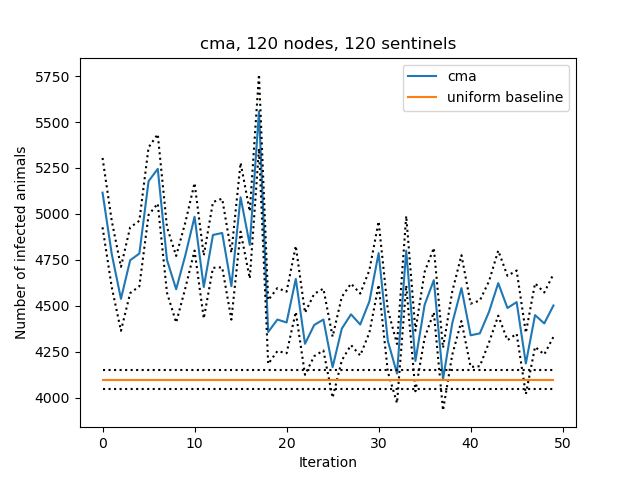 cma, 120 nodes, 120 sentinels
cma
uniform baseline
Number of infected animals
5750
5500
5250
5000
4750
4500
4250
4000
0
10
20
30
40
50
Iteration